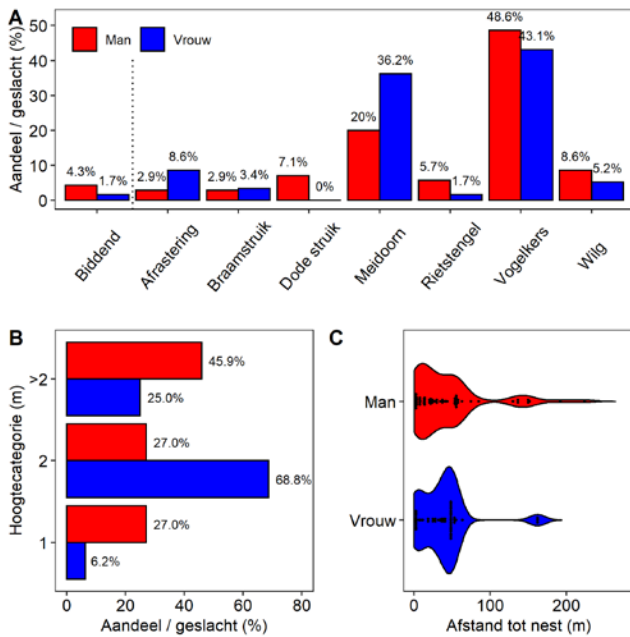 A
Aandeel / geslacht (%)
50
40
30
20
10
0
Man
Vrouw
4.3%
1.7%
2.9%
8.6%
2.9%
3.4%
7.1%
0%
20%
36.2%
5.7%
1.7%
48.6%
43.1%
8.6%
5.2%
Biddend
Afrastering
Braamstruik
Dode struik
Meidoorn
Rietstengel
Vogelkers
Wilg
B
Hoogtecategorie (m)
>2
2
1
45.9%
25.0%
27.0%
68.8%
27.0%
6.2%
0
20
40
60
80
Aandeel / geslacht (%)
C
Man
Vrouw
0
100
200
Afstand tot nest (m)